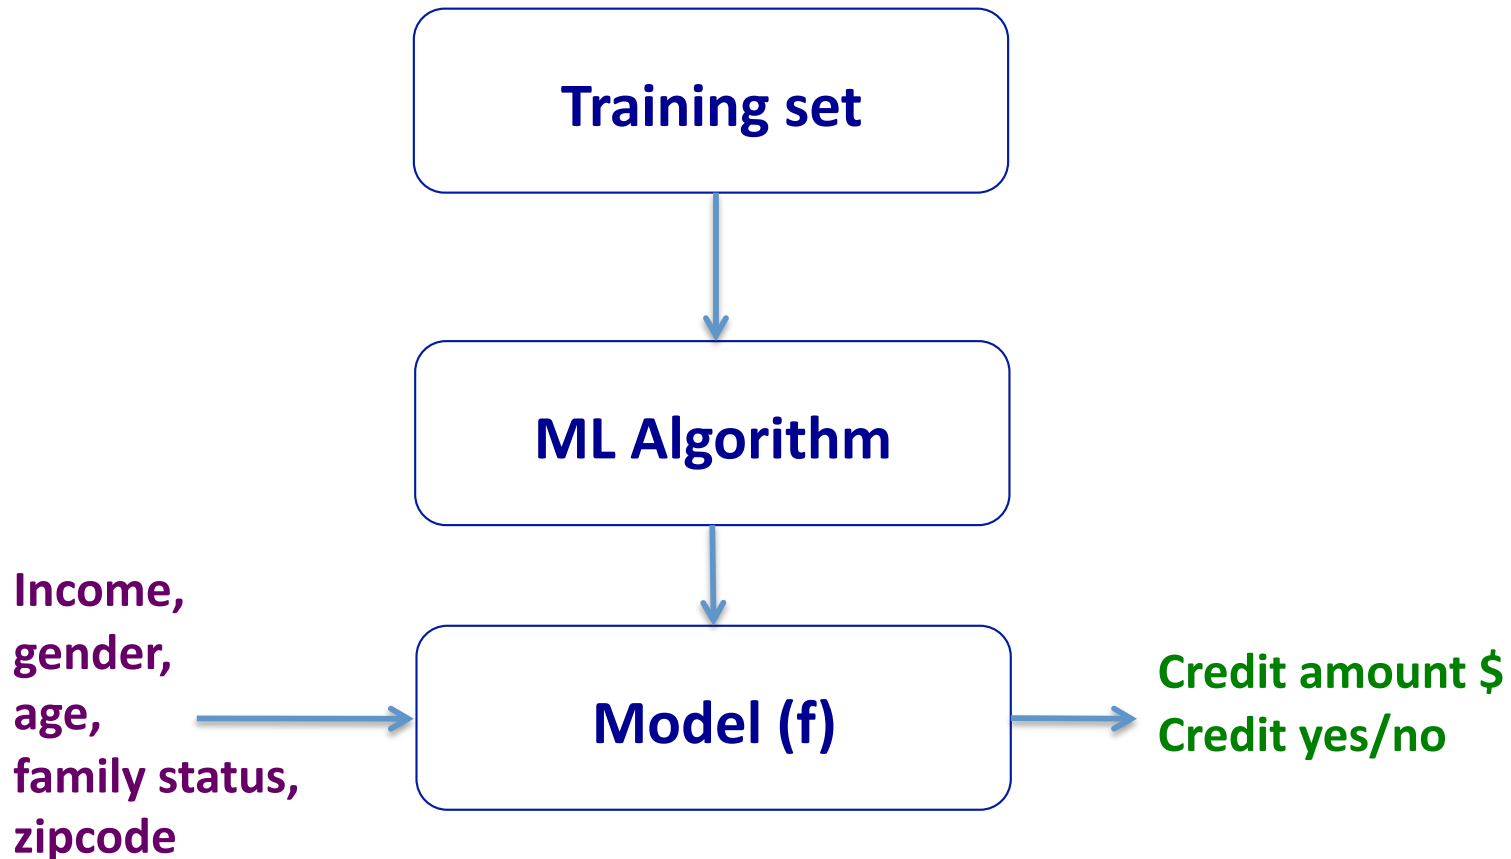 Training set
ML Algorithm
Income,
gender,
age,
family status,
zipcode
Model (f)
Credit amount $
Credit yes/no